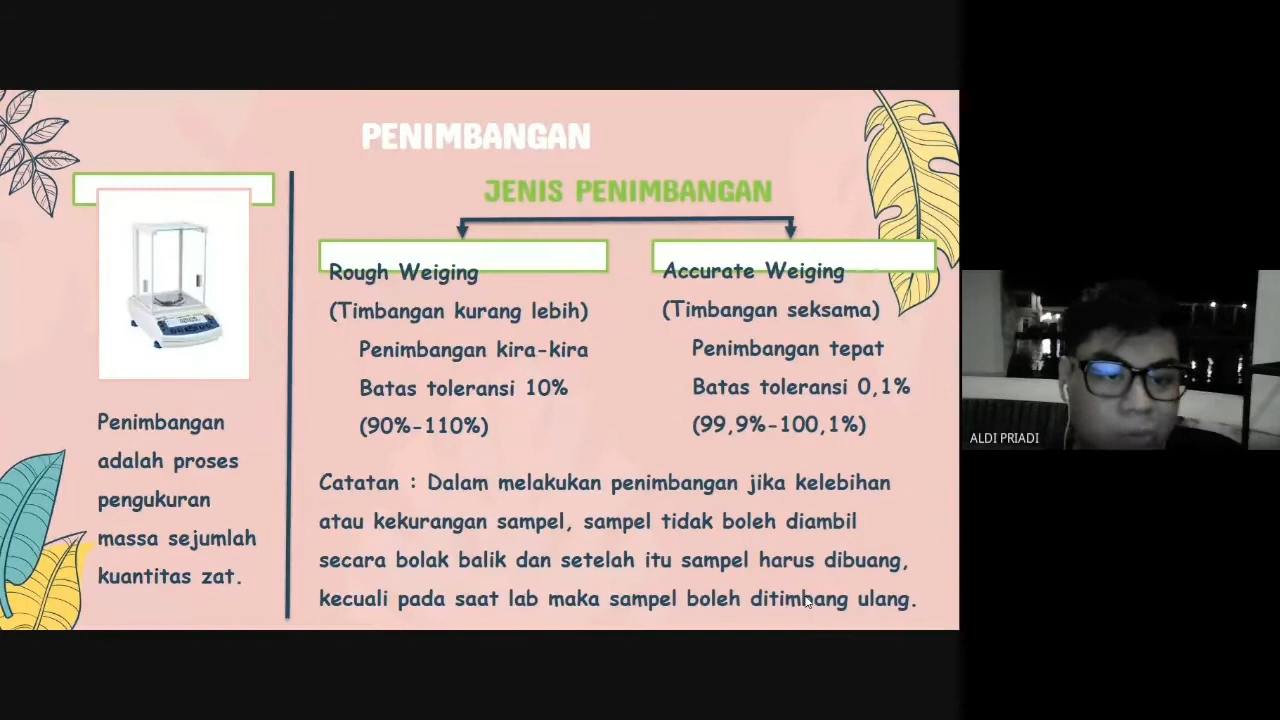 PENIMBANGAN
JENIS PENIMBANGAN
Rough Weiging
(Timbangan kurang lebih)
Penimbangan kira-kira
Batas toleransi 10%
(90%-110%)
Accurate Weiging
(Timbangan seksama)
Penimbangan tepat
Batas toleransi 0,1%
(99,9%-100,1%)
Penimbangan
adalah proses
pengukuran
massa sejumlah
kuantitas zat.
Catatan : Dalam melakukan penimbangan jika kelebihan
atau kekurangan sampel, sampel tidak boleh diambil
secara bolak balik dan setelah itu sampel harus dibuang,
kecuali pada saat lab maka sampel boleh ditimbang ulang.
ALDI PRIADI